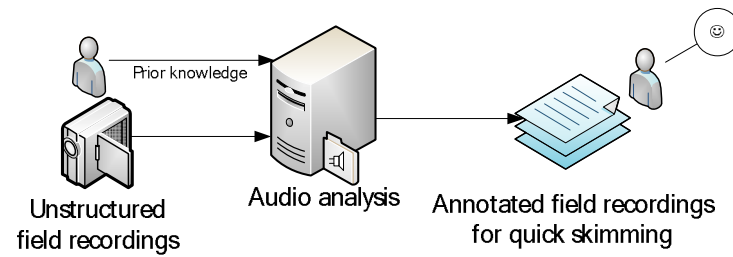 Prior knowledge
Audio analysis
Unstructured
field recordings
Annotated field recordings
for quick skimming